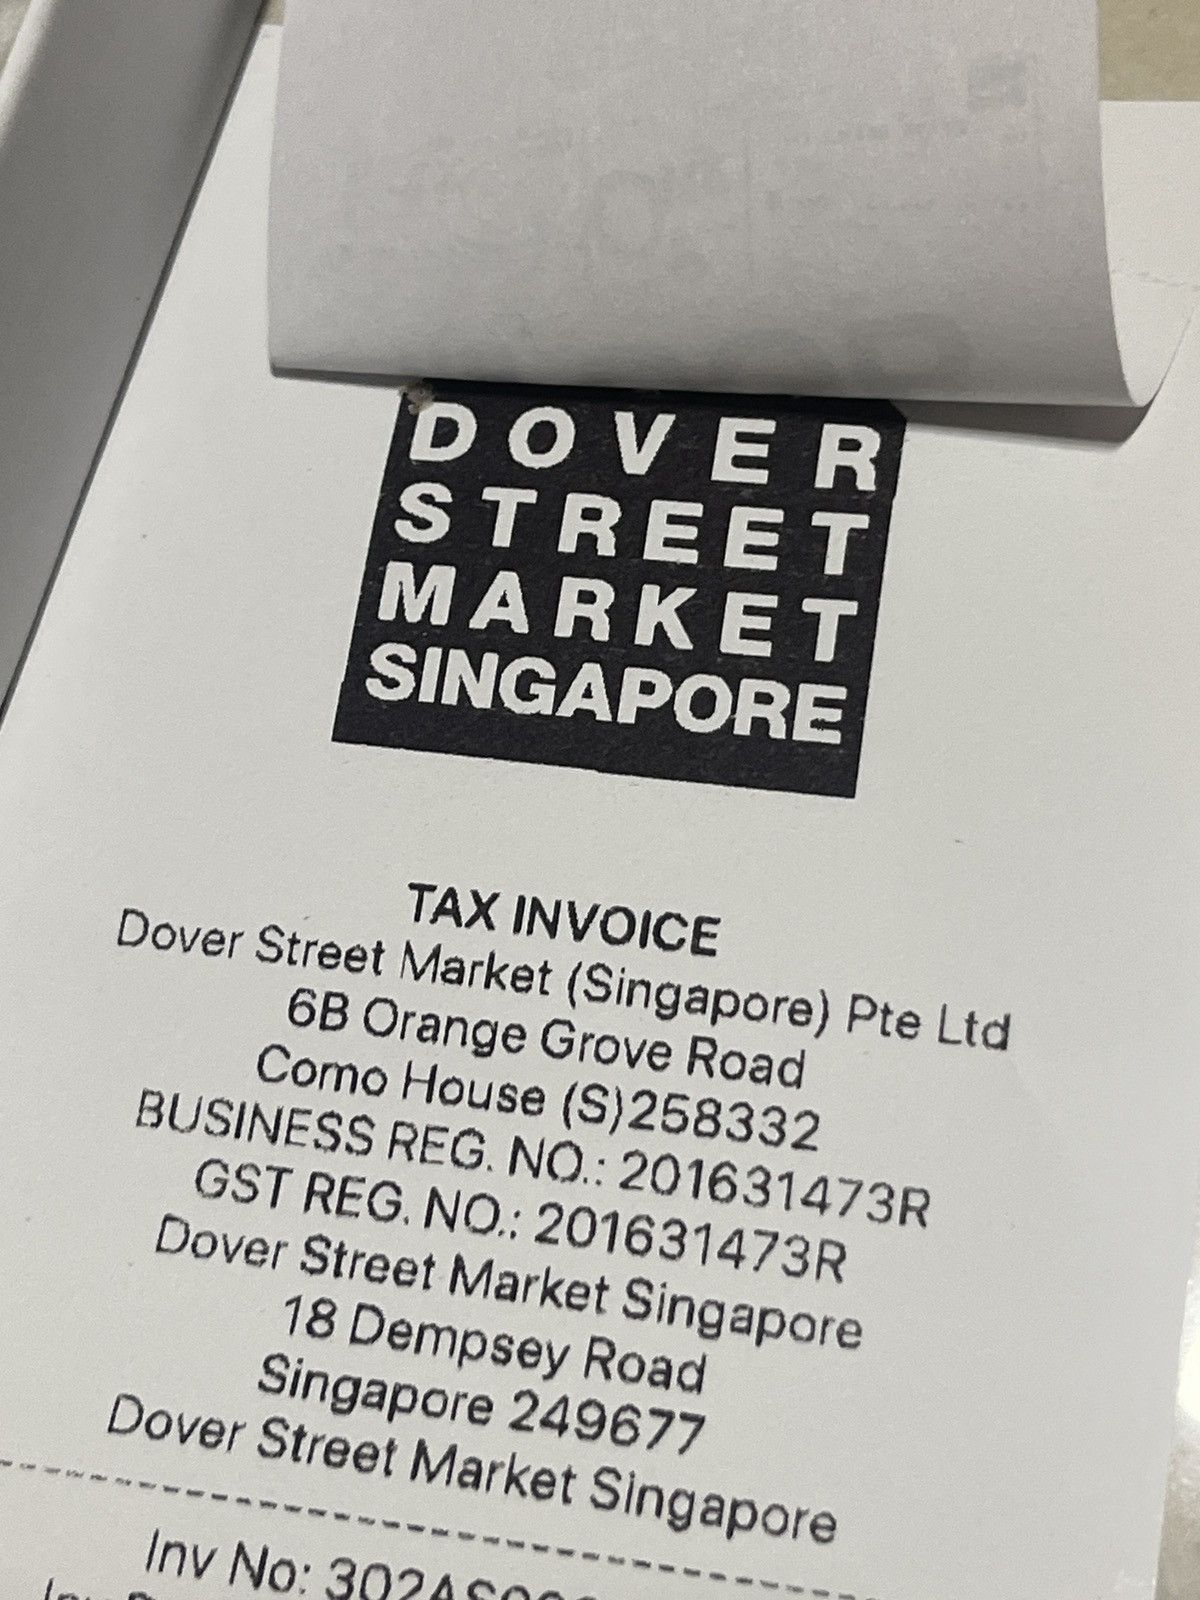 DOVER
STREET
MARKET
SINGAPORE
TAX INVOICE
Dover Street Market (Singapore) Pte Ltd
6B Orange Grove Road
Como House (S)258332
BUSINESS REG. NO.: 201631473R
GST REG. NO.: 201631473R
Dover Street Market Singapore
18 Dempsey Road
Singapore 249677
Dover Street Market Singapore
Inv No: